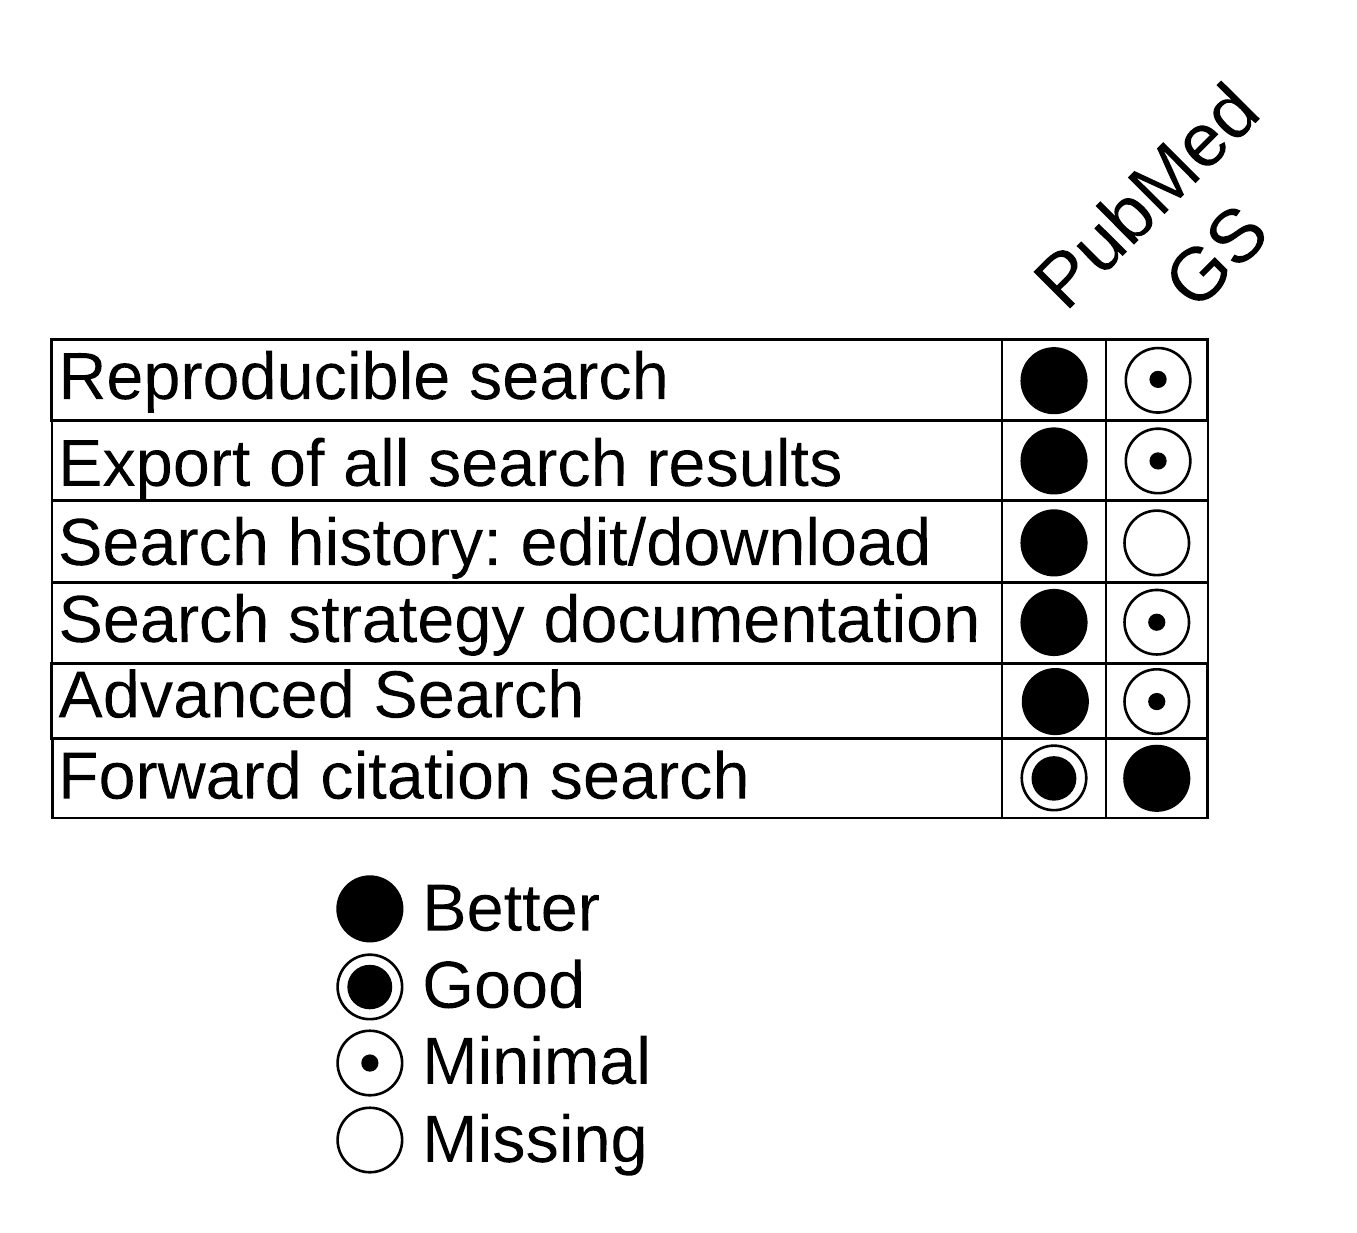 PubMed
GS
Reproducible search
Export of all search results
Search history: edit/download
Search strategy documentation
Advanced Search
Forward citation search
Better
Good
Minimal
Missing